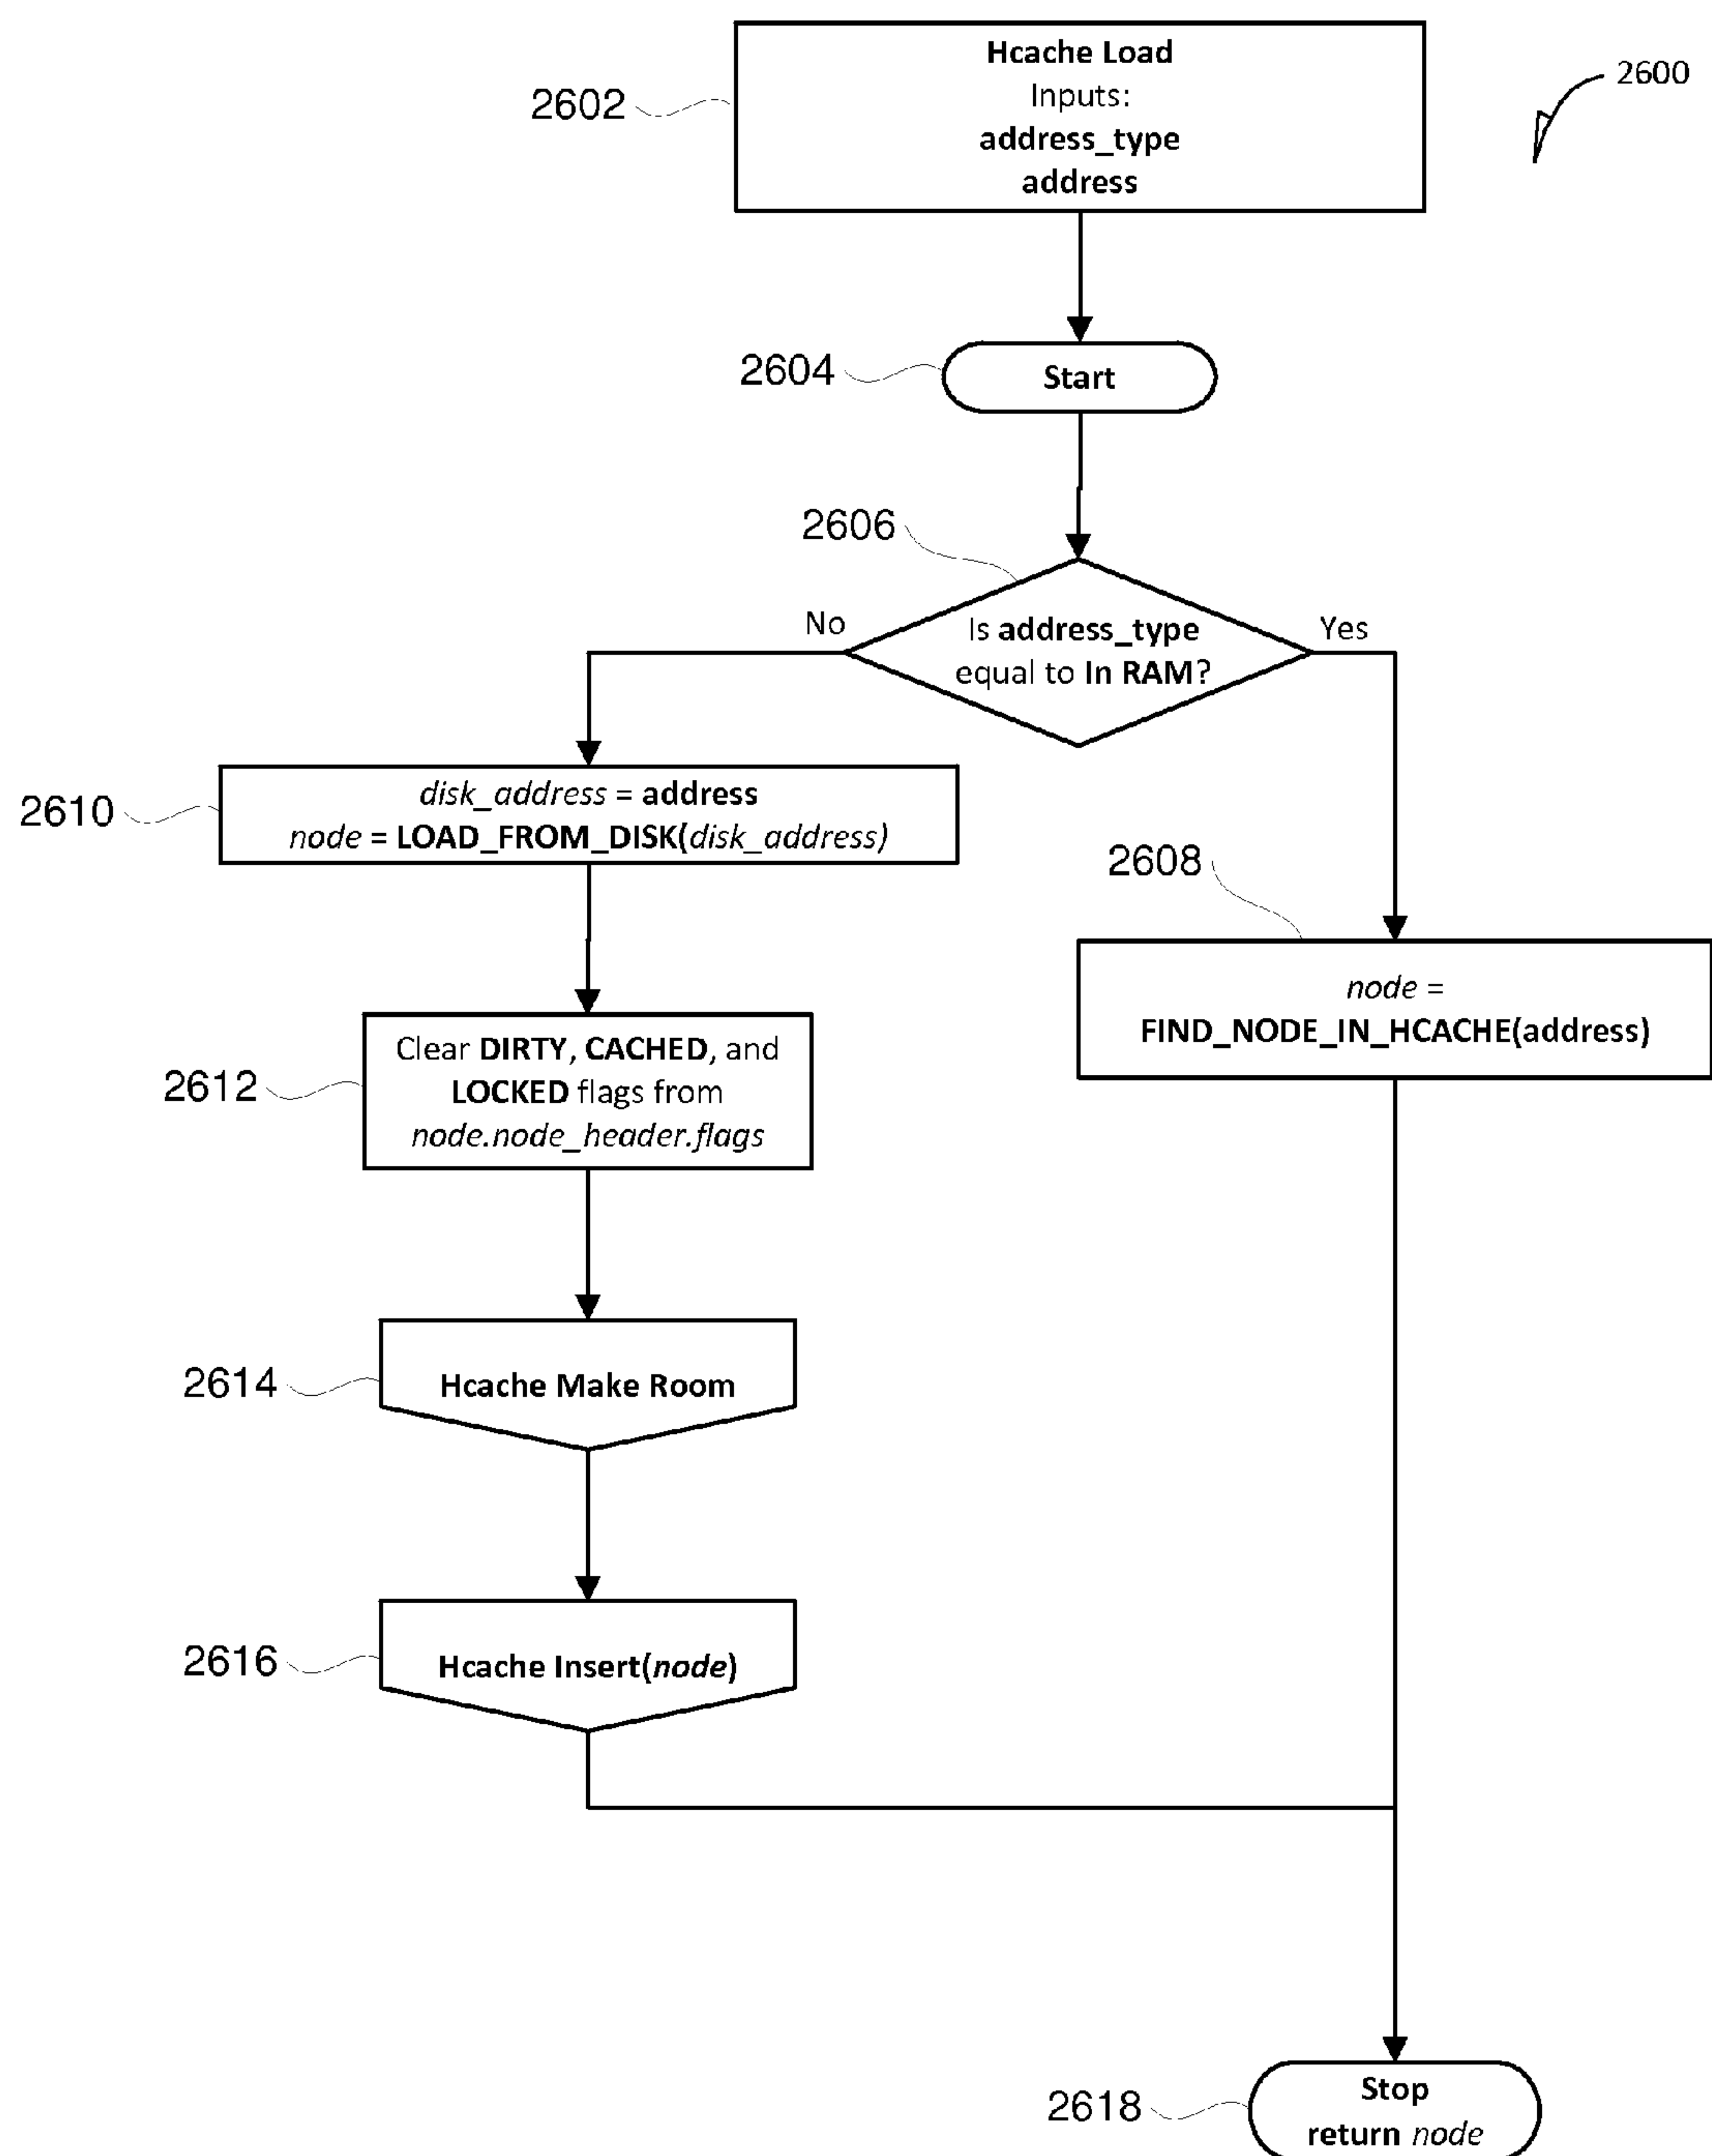 2602
Hcache Load
Inputs:
address_type
address
2600
2604
Start
2606
No
Is address_type
equal to In RAM?
Yes
2610
disk_address = address
node = LOAD_FROM_DISK(disk_address)
2608
node =
FIND_NODE_IN_HCACHE(address)
2612
Clear DIRTY, CACHED, and
LOCKED flags from
node.node_header.flags
2614
Hcache Make Room
2616
Hcache Insert(node)
2618
Stop
return node